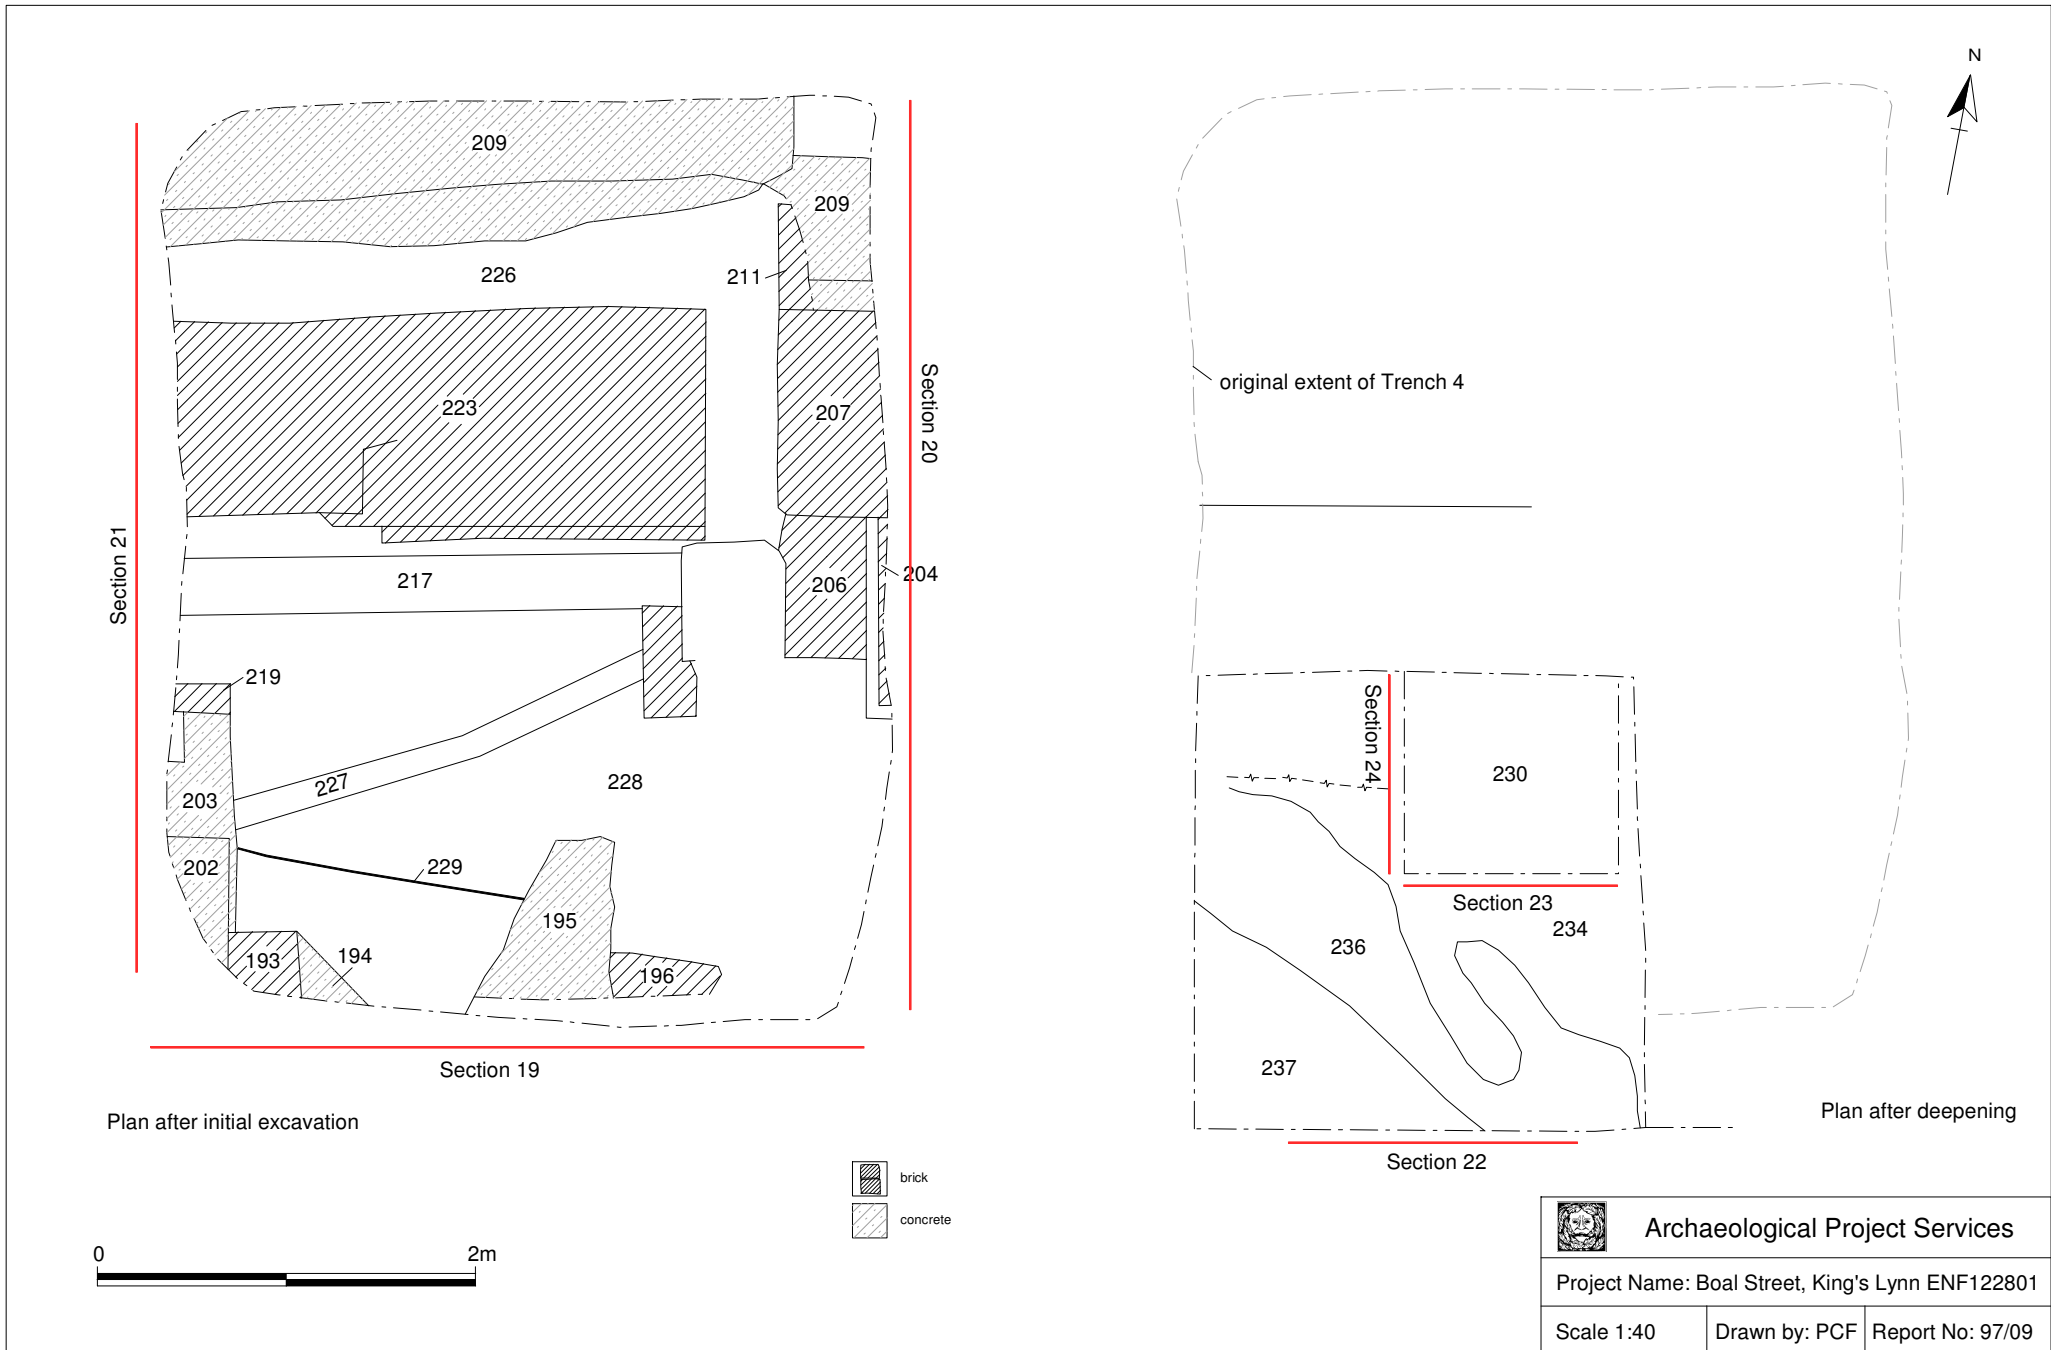 N
209
209
211
226
original extent of Trench 4
223
207
Section 20
Section 21
217
206
204
219
Section 24
230
227
228
203
202
229
Section 23
195
234
236
193
194
196
237
Section 19
Plan after initial excavation
Plan after deepening
Section 22
brick
concrete
0 2m
Archaeological Project Services
Project Name: Boal Street, King's Lynn ENF122801
Scale 1:40
Drawn by: PCF
Report No: 97/09